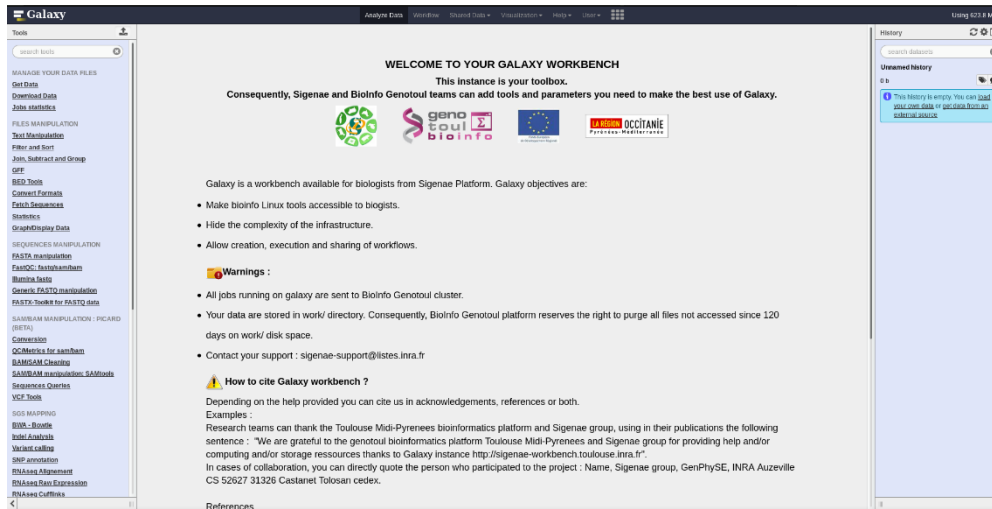 Galaxy
Analyze Data Workflow Shared Data Visualization Help User
Using 623.8 M
Tools
search tools
MANAGE YOUR DATA FILES
Get Data
Download Data
Jobs statistics
FILES MANIPULATION
Text Manipulation
Filter and Sort
Join, Subtract and Group
GFF
BED Tools
Convert Formats
Fetch Sequences
Statistics
Graph/Display Data
SEQUENCES MANIPULATION
FASTA manipulation
FastQC: fastq/sam/bam
Illumina fastq
Generic FASTQ manipulation
FASTX-Toolkit for FASTQ data
SAM/BAM MANIPULATION : PICARD
(BETA)
Conversion
QC/Metrics for sam/bam
BAM/SAM Cleaning
SAM/BAM manipulation: SAMtools
Sequences Queries
VCF Tools
SGS MAPPING
BWA - Bowtie
Indel Analysis
Variant calling
SNP annotation
RNAseq Alignement
RNAseq Raw Expression
RNAseq Cufflinks
WELCOME TO YOUR GALAXY WORKBENCH
This instance is your toolbox.
Consequently, Sigenae and BioInfo Genotoul teams can add tools and parameters you need to make the best use of Galaxy.
geno
toul
bioinfo
LA RÉGION OCCITANIE
Pyrénées-Méditerranée
Galaxy is a workbench available for biologists from Sigenae Platform. Galaxy objectives are:
Make bioinfo Linux tools accessible to biogists.
Hide the complexity of the infrastructure.
Allow creation, execution and sharing of workflows.
Warnings :
All jobs running on galaxy are sent to BioInfo Genotoul cluster.
Your data are stored in work/ directory. Consequently, BioInfo Genotoul platform reserves the right to purge all files not accessed since 120
days on work/ disk space.
Contact your support : sigenae-support@listes.inra.fr
How to cite Galaxy workbench ?
Depending on the help provided you can cite us in acknowledgements, references or both.
Examples :
Research teams can thank the Toulouse Midi-Pyrenees bioinformatics platform and Sigenae group, using in their publications the following
sentence : "We are grateful to the genotoul bioinformatics platform Toulouse Midi-Pyrenees and Sigenae group for providing help and/or
computing and/or storage ressources thanks to Galaxy instance http://sigenae-workbench.toulouse.inra.fr".
In cases of collaboration, you can directly quote the person who participated to the project : Name, Sigenae group, GenPhySE, INRA Auzeville
CS 52627 31326 Castanet Tolosan cedex.
References
History
search datasets
Unnamed history
0 b
This history is empty. You can load
your own data or get data from an
external source